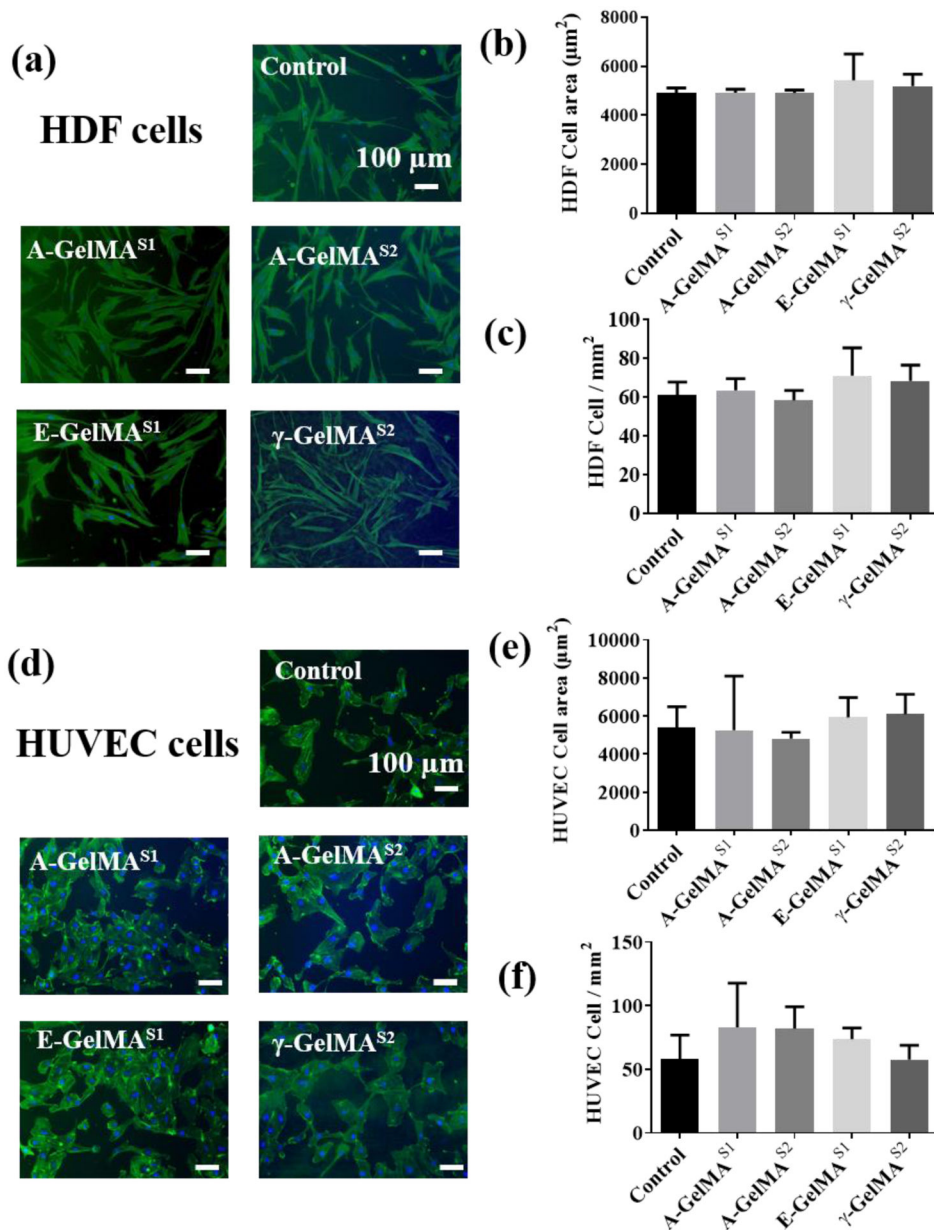 (a)
HDF cells
Control
100 µm
A-GelMA^S1
A-GelMA^S2
E-GelMA^S1
γ-GelMA^S2
(b)
HDF Cell area (µm²)
8000
6000
4000
2000
0
Control
A-GelMA^S1
A-GelMA^S2
E-GelMA^S1
γ-GelMA^S2
(c)
HDF Cell / mm²
100
80
60
40
20
0
Control
A-GelMA^S1
A-GelMA^S2
E-GelMA^S1
γ-GelMA^S2
(d)
HUVEC cells
Control
100 µm
A-GelMA^S1
A-GelMA^S2
E-GelMA^S1
γ-GelMA^S2
(e)
HUVEC Cell area (µm²)
10000
8000
6000
4000
2000
0
Control
A-GelMA^S1
A-GelMA^S2
E-GelMA^S1
γ-GelMA^S2
(f)
HUVEC Cell / mm²
150
100
50
0
Control
A-GelMA^S1
A-GelMA^S2
E-GelMA^S1
γ-GelMA^S2